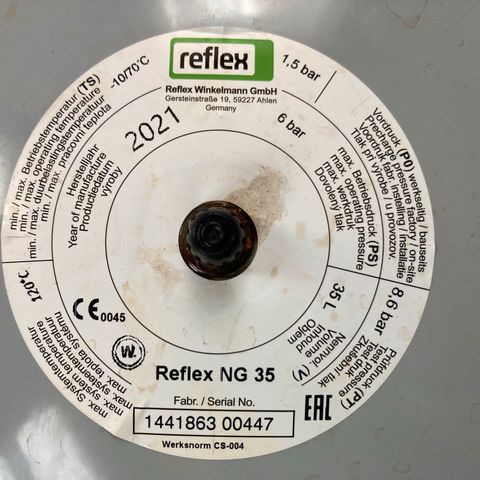 reflex
Reflex Winkelmann GmbH
Gersteinstraße 19, 59227 Ahlen
Germany
1,5 bar
Vordruck (P0) werkseitig / bauseits
Precharge pressure factory / on-site
Voordruk fabr. instelling / installatie
Tlak při výrobě / u provozov.
6 bar
max. Betriebsdruck (PS)
max. operating pressure
max. werkdruk
Dovolený tlak
8,6 bar
Prüfdruck (PT)
Test pressure
Testdruk
Zkušební tlak
35 L
Nennvol. (V)
Volume
Inhoud
Objem
-10/70°C
min. / max. Betriebstemperatur (TS)
min. / max. operating temperature
min. / max. duurbelastingstemperatuur
min. / max. pracovní teplota
2021
Herstelljahr
Year of manufacture
Productiedatum
výroby
120°C
max. Systemtemperatur
max. system temperature
max. systeemtemperatuur
max. teplota systému
CE 0045
W
EAC
Reflex NG 35
Fabr. / Serial No.
1441863 00447
Werksnorm CS-004